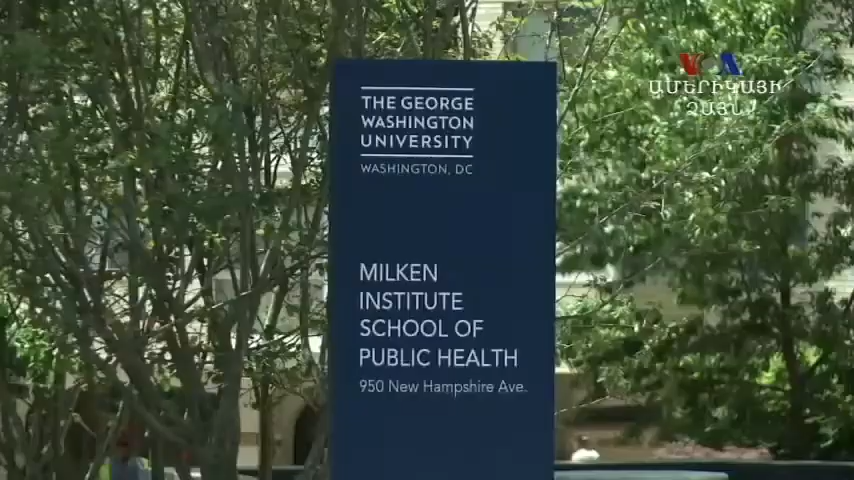 VOA
ԱՄԵՐԻԿԱՅԻ
ՁԱՅՆ
THE GEORGE
WASHINGTON
UNIVERSITY
WASHINGTON, DC
MILKEN
INSTITUTE
SCHOOL OF
PUBLIC HEALTH
950 New Hampshire Ave.